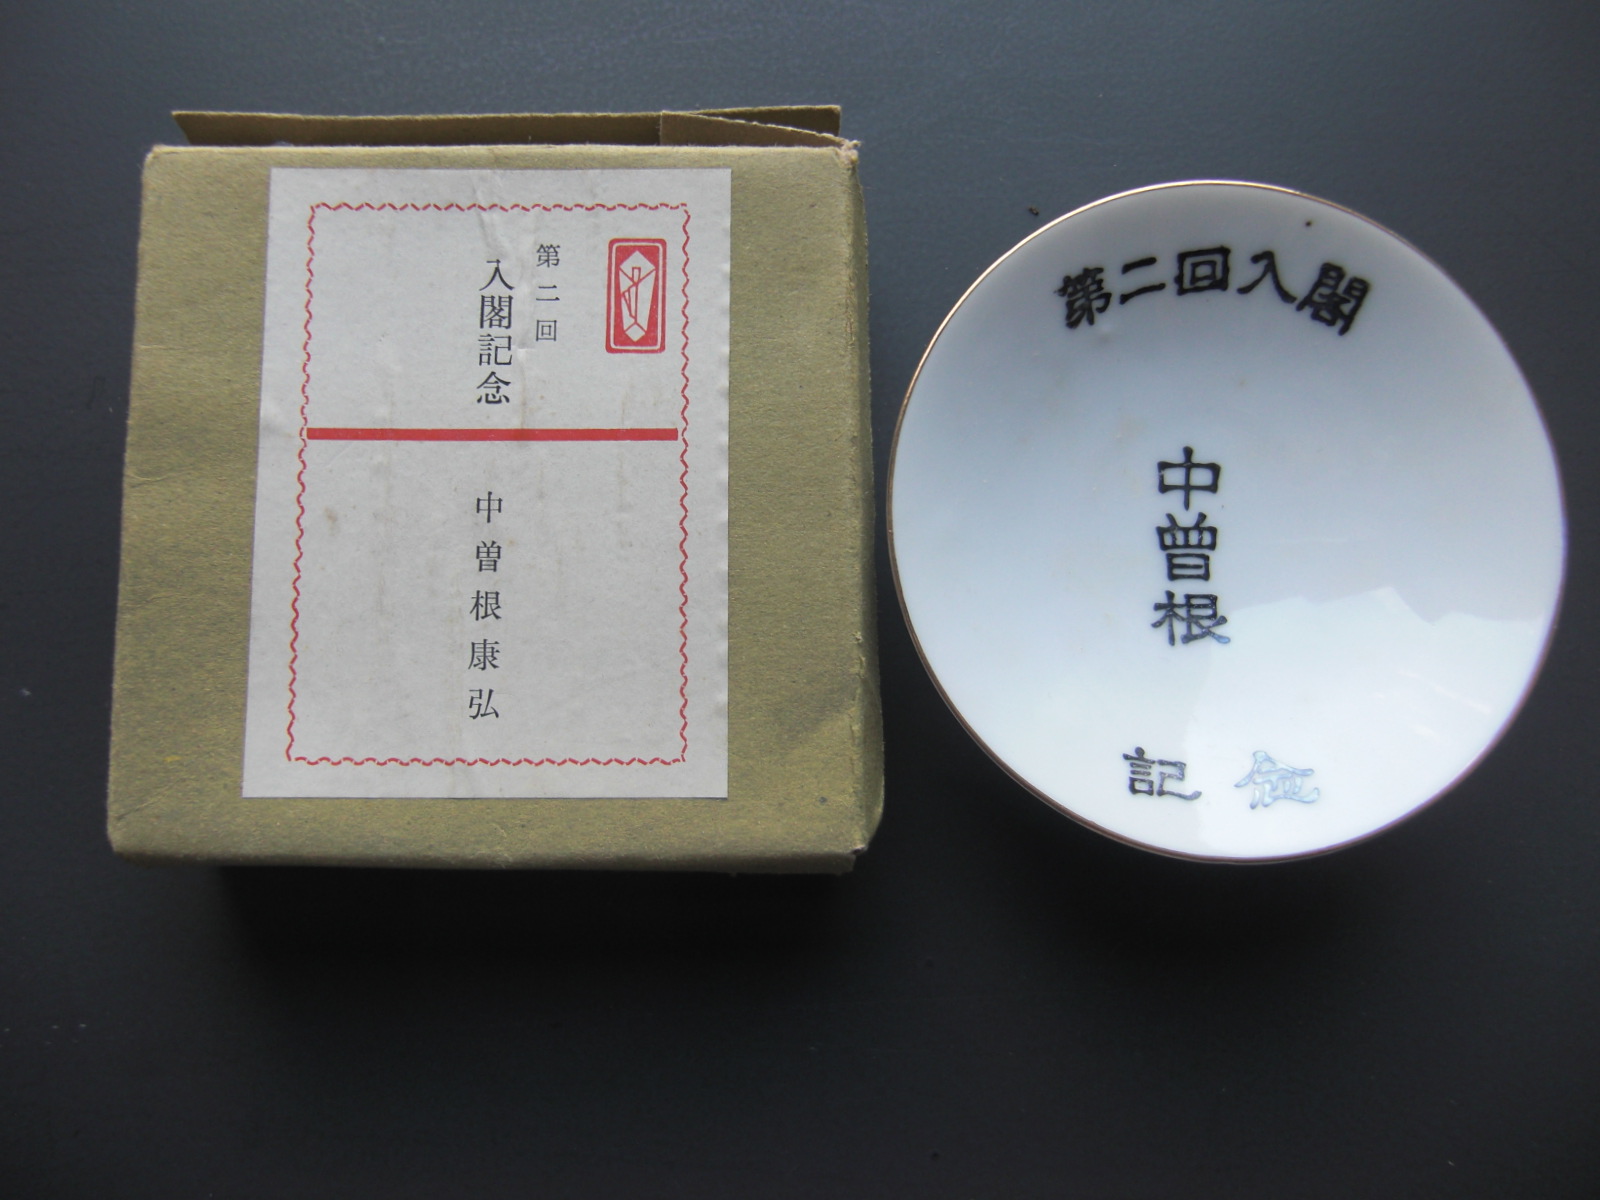 第二回
入閣記念
中曽根康弘
第二回入閣
中曽根
記念